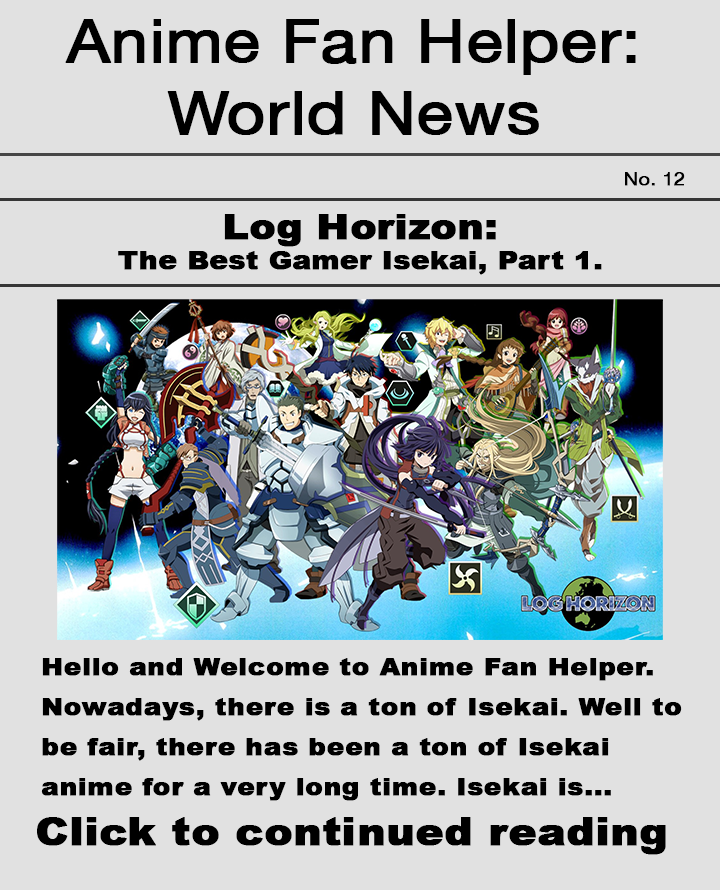 Anime Fan Helper:
World News
No. 12
Log Horizon:
The Best Gamer Isekai, Part 1.
LOG HORIZON
Hello and Welcome to Anime Fan Helper.
Nowadays, there is a ton of Isekai. Well to
be fair, there has been a ton of Isekai
anime for a very long time. Isekai is...
Click to continued reading